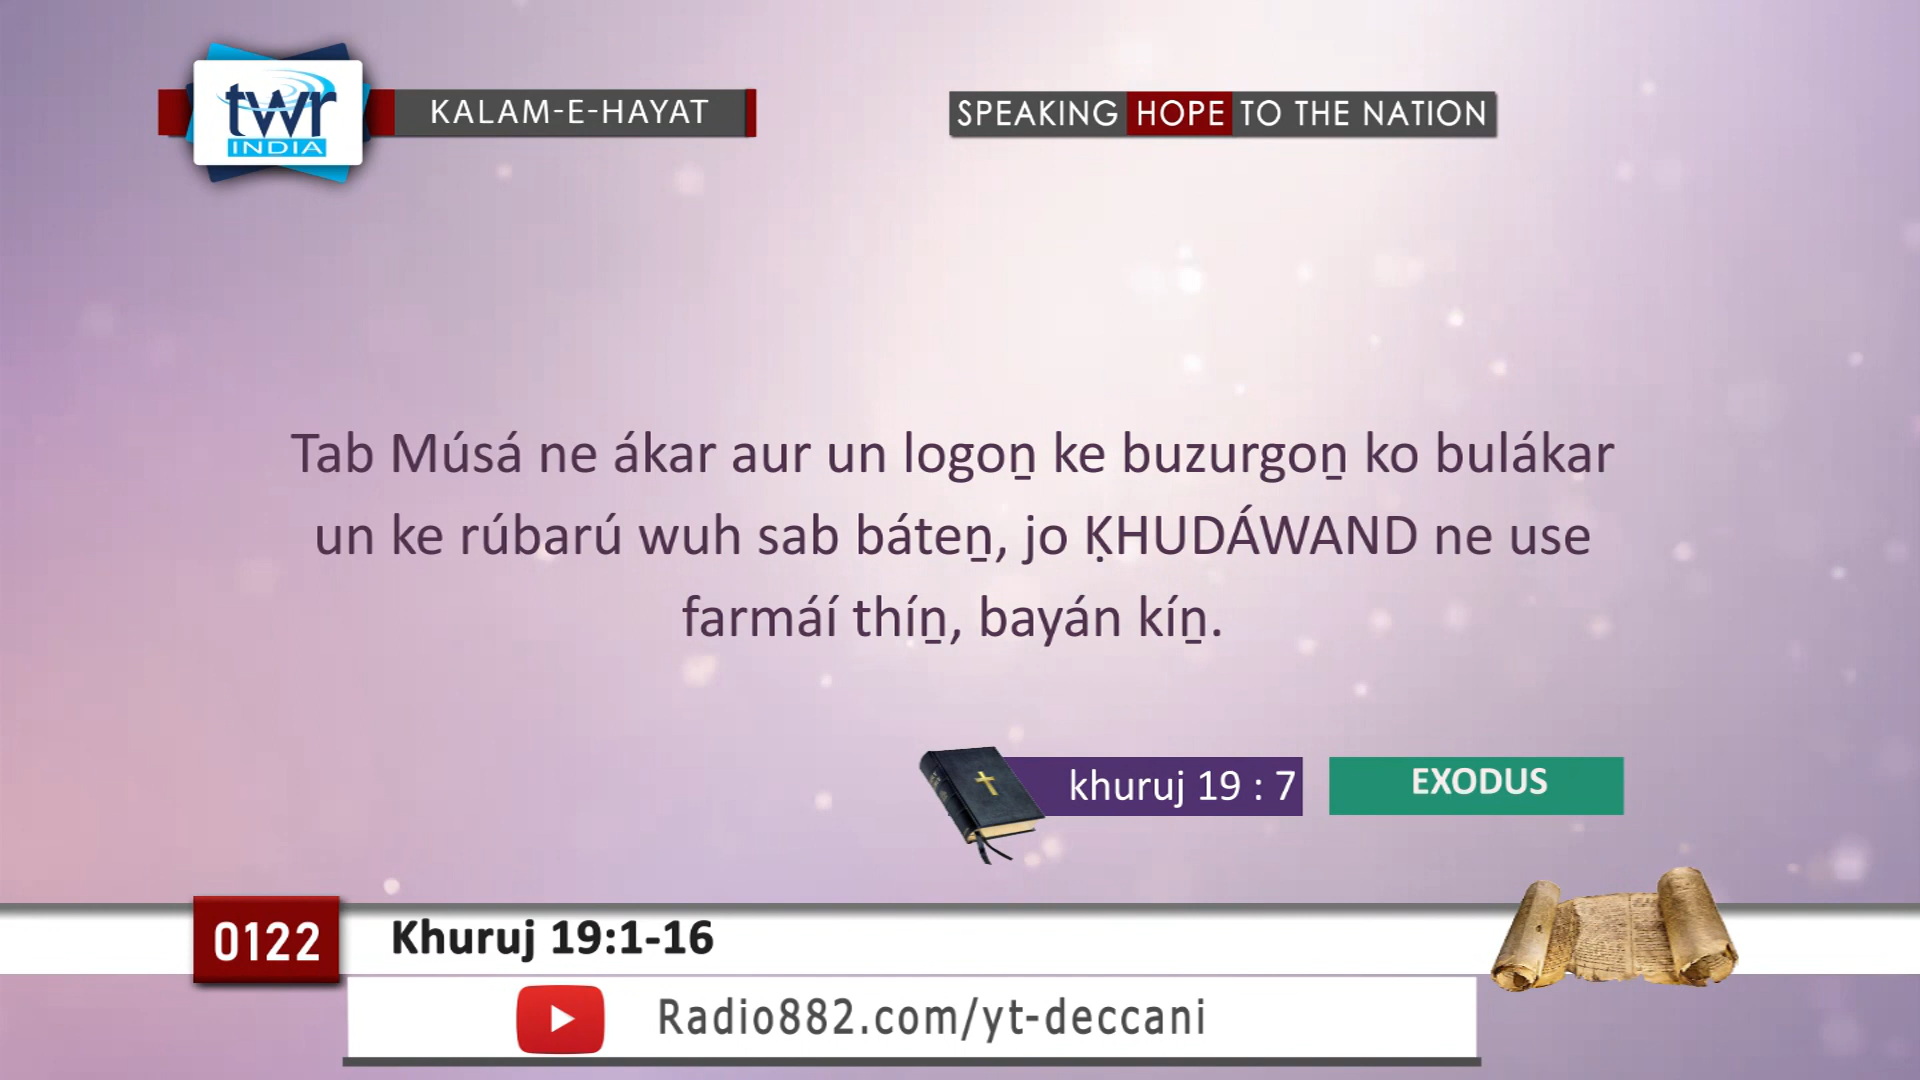 twr
INDIA
KALAM-E-HAYAT
SPEAKING HOPE TO THE NATION
Tab Músá ne ákar aur un logoṉ ke buzurgoṉ ko bulákar
un ke rúbarú wuh sab báteṉ, jo ḲHUDÁWAND ne use
farmáí thíṉ, bayán kíṉ.
khuruj 19 : 7
EXODUS
0122
Khuruj 19:1-16
Radio882.com/yt-deccani